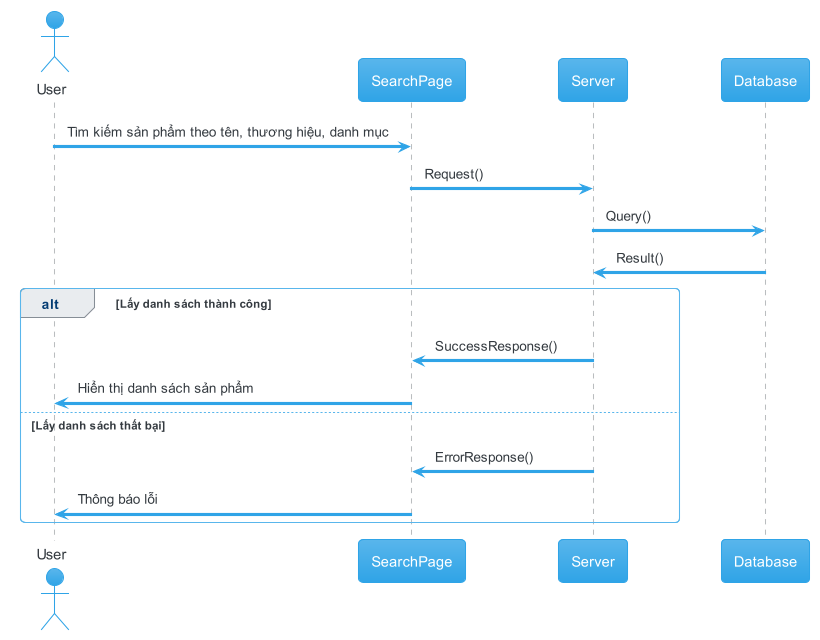 User
SearchPage
Server
Database
Tìm kiếm sản phẩm theo tên, thương hiệu, danh mục
Request()
Query()
Result()
alt
[Lấy danh sách thành công]
SuccessResponse()
Hiển thị danh sách sản phẩm
[Lấy danh sách thất bại]
ErrorResponse()
Thông báo lỗi
User
SearchPage
Server
Database